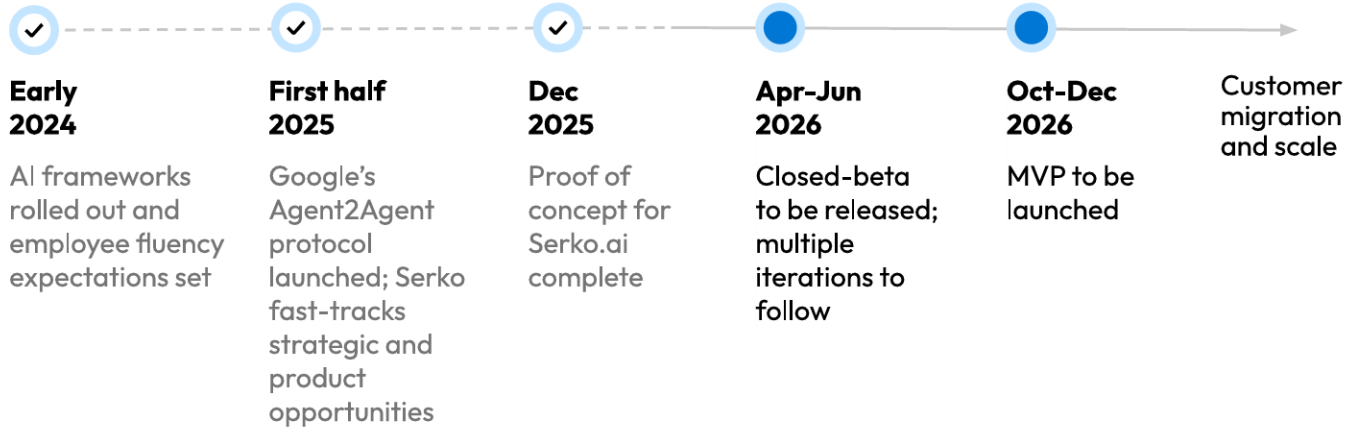 Early
2024
AI frameworks
rolled out and
employee fluency
expectations set
First half
2025
Google's
Agent2Agent
protocol
launched; Serko
fast-tracks
strategic and
product
opportunities
Dec
2025
Proof of
concept for
Serko.ai
complete
Apr-Jun
2026
Closed-beta
to be released;
multiple
iterations to
follow
Oct-Dec
2026
MVP to be
launched
Customer
migration
and scale